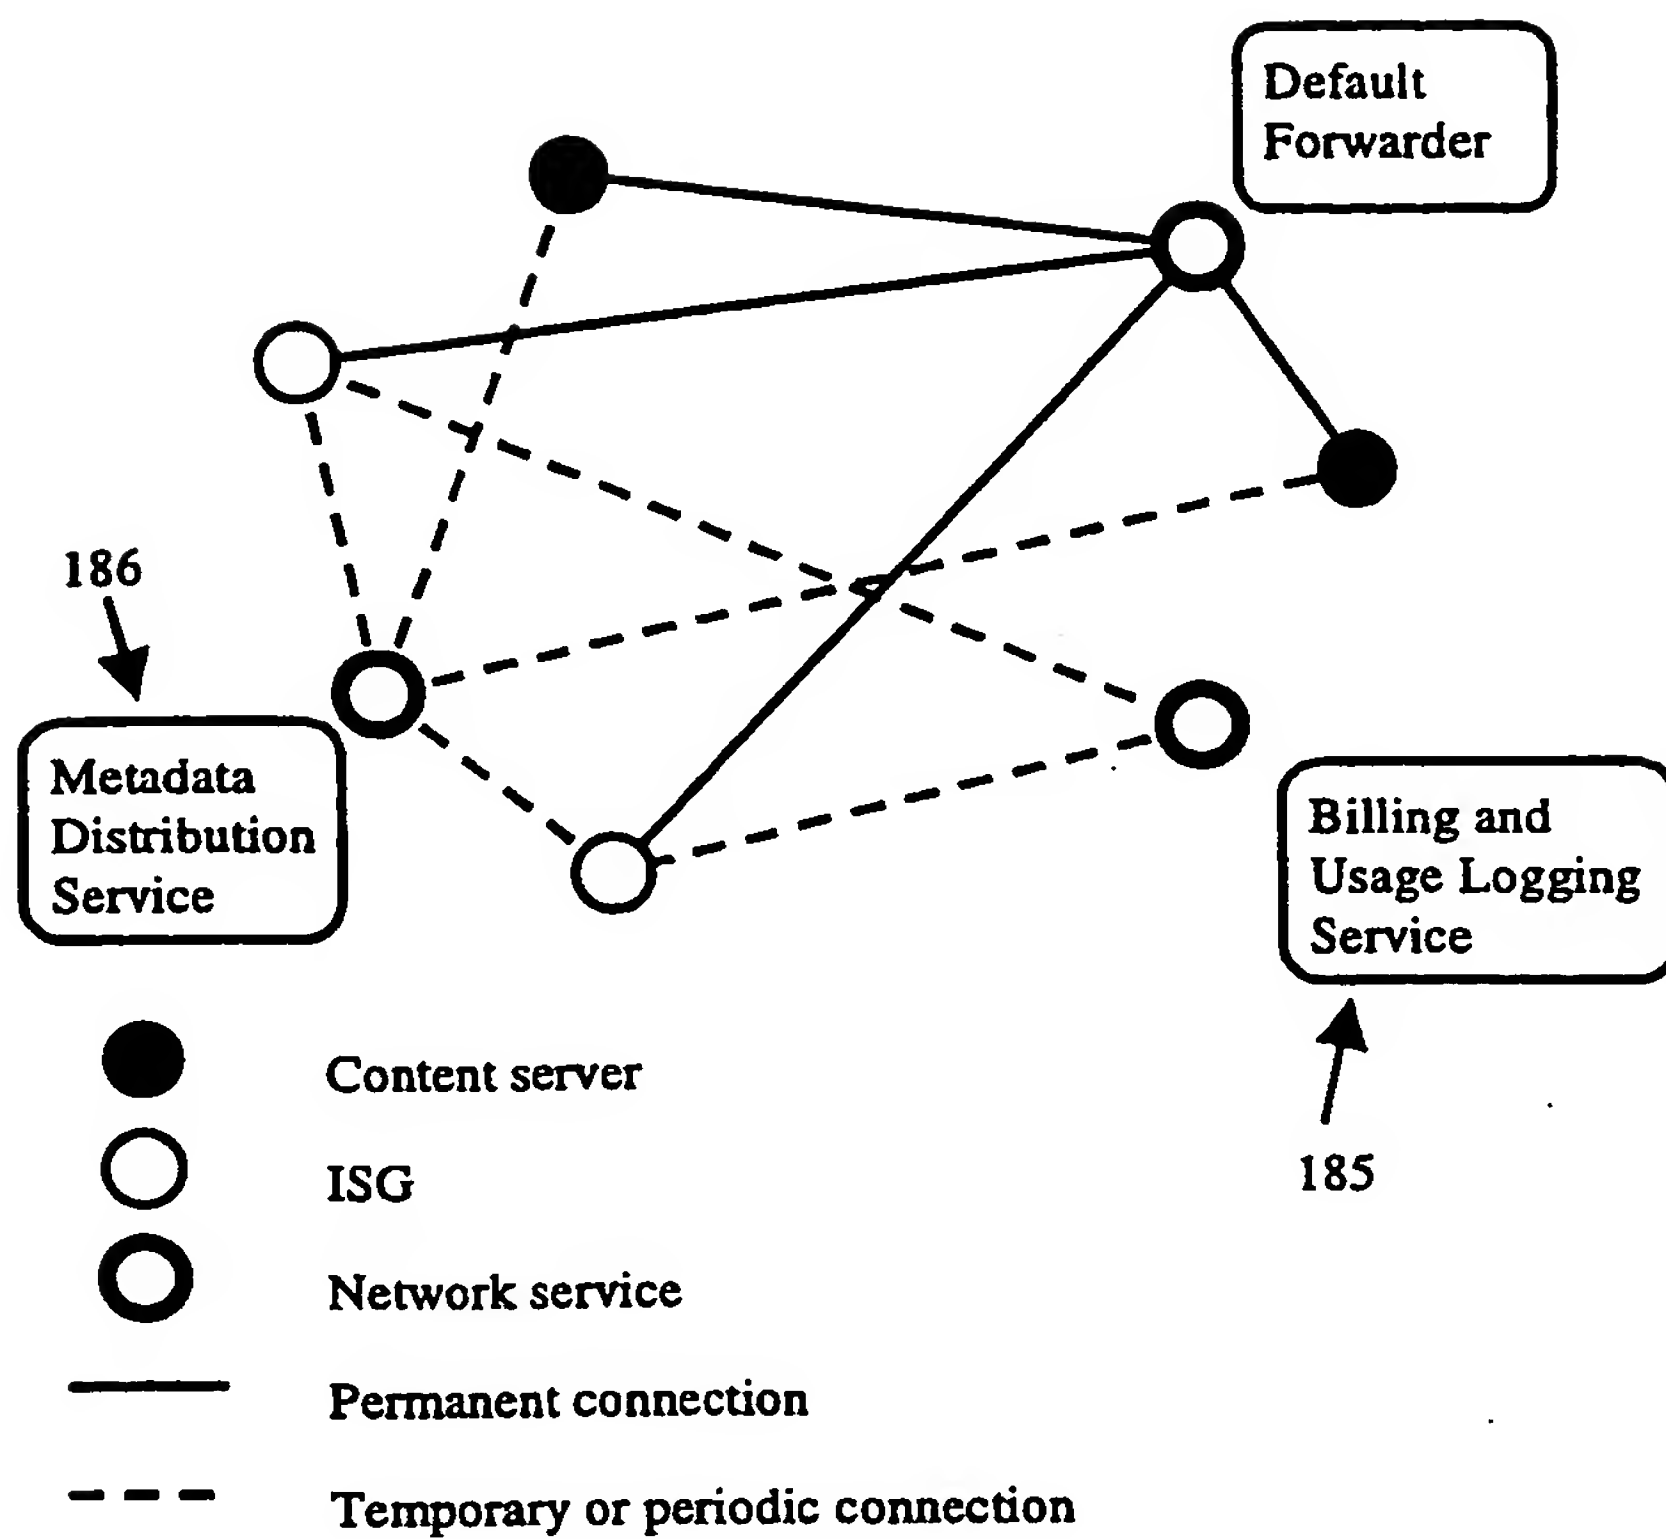 Default
Forwarder
186
Metadata
Distribution
Service
Billing and
Usage Logging
Service
185
Content server
ISG
Network service
Permanent connection
Temporary or periodic connection